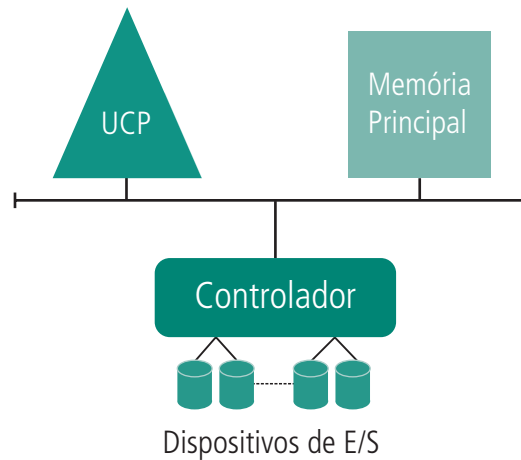 UCP
Memória
Principal
Controlador
Dispositivos de E/S